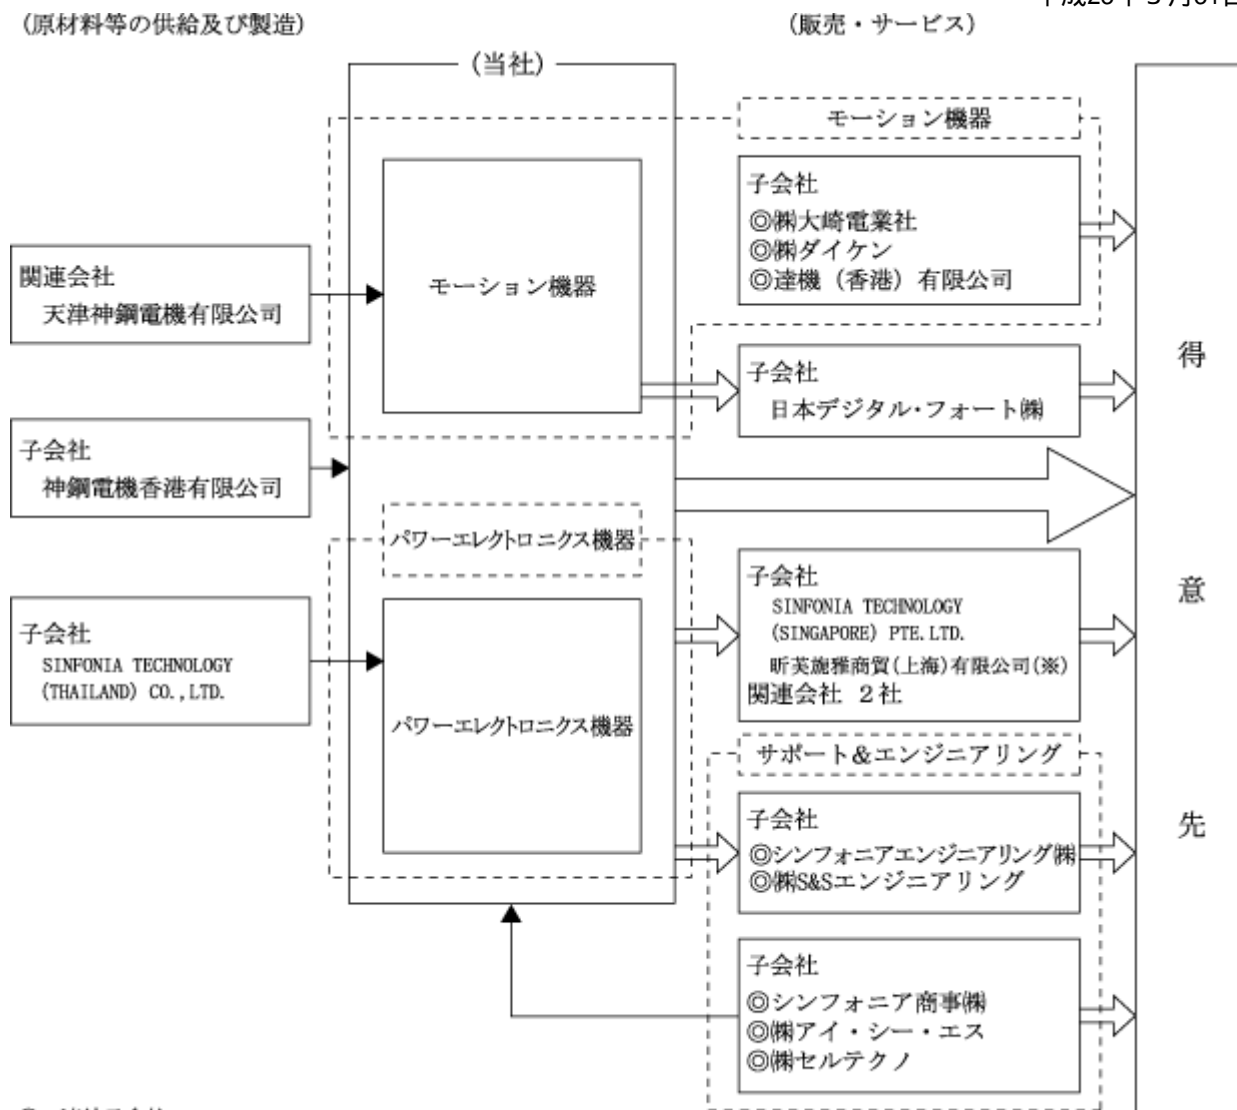 (原材料等の供給及び製造)
(販売・サービス)
(当社)
モーション機器
子会社
◎㈱大崎電業社
◎㈱ダイケン
◎達機（香港）有限公司
関連会社
天津神鋼電機有限公司
モーション機器
子会社
日本デジタル・フォート㈱
子会社
神鋼電機香港有限公司
パワーエレクトロニクス機器
子会社
SINFONIA TECHNOLOGY
(SINGAPORE) PTE.LTD.
昕芙旎雅商貿(上海)有限公司(※)
関連会社 ２社
子会社
SINFONIA TECHNOLOGY
(THAILAND) CO.,LTD.
パワーエレクトロニクス機器
サポート＆エンジニアリング
子会社
◎シンフォニアエンジニアリング㈱
◎㈱S&Sエンジニアリング
子会社
◎シンフォニア商事㈱
◎㈱アイ・シー・エス
◎㈱セルテクノ
得
意
先